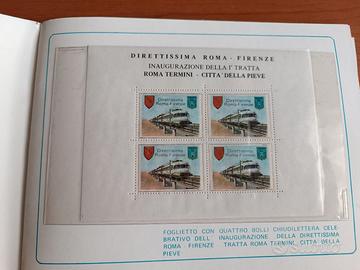 DIRETTISSIMA ROMA - FIRENZE
INAUGURAZIONE DELLA 1ª TRATTA
ROMA TERMINI - CITTA' DELLA PIEVE
Direttissima
Roma Firenze
Direttissima
Roma Firenze
Direttissima
Roma Firenze
Direttissima
Roma Firenze
FOGLIETTO CON QUATTRO BOLLI CHIUDILETTERA CELE-
BRATIVO DELL' INAUGURAZIONE DELLA DIRETTISSIMA
ROMA FIRENZE TRATTA ROMA TERMINI CITTA' DELLA
PIEVE